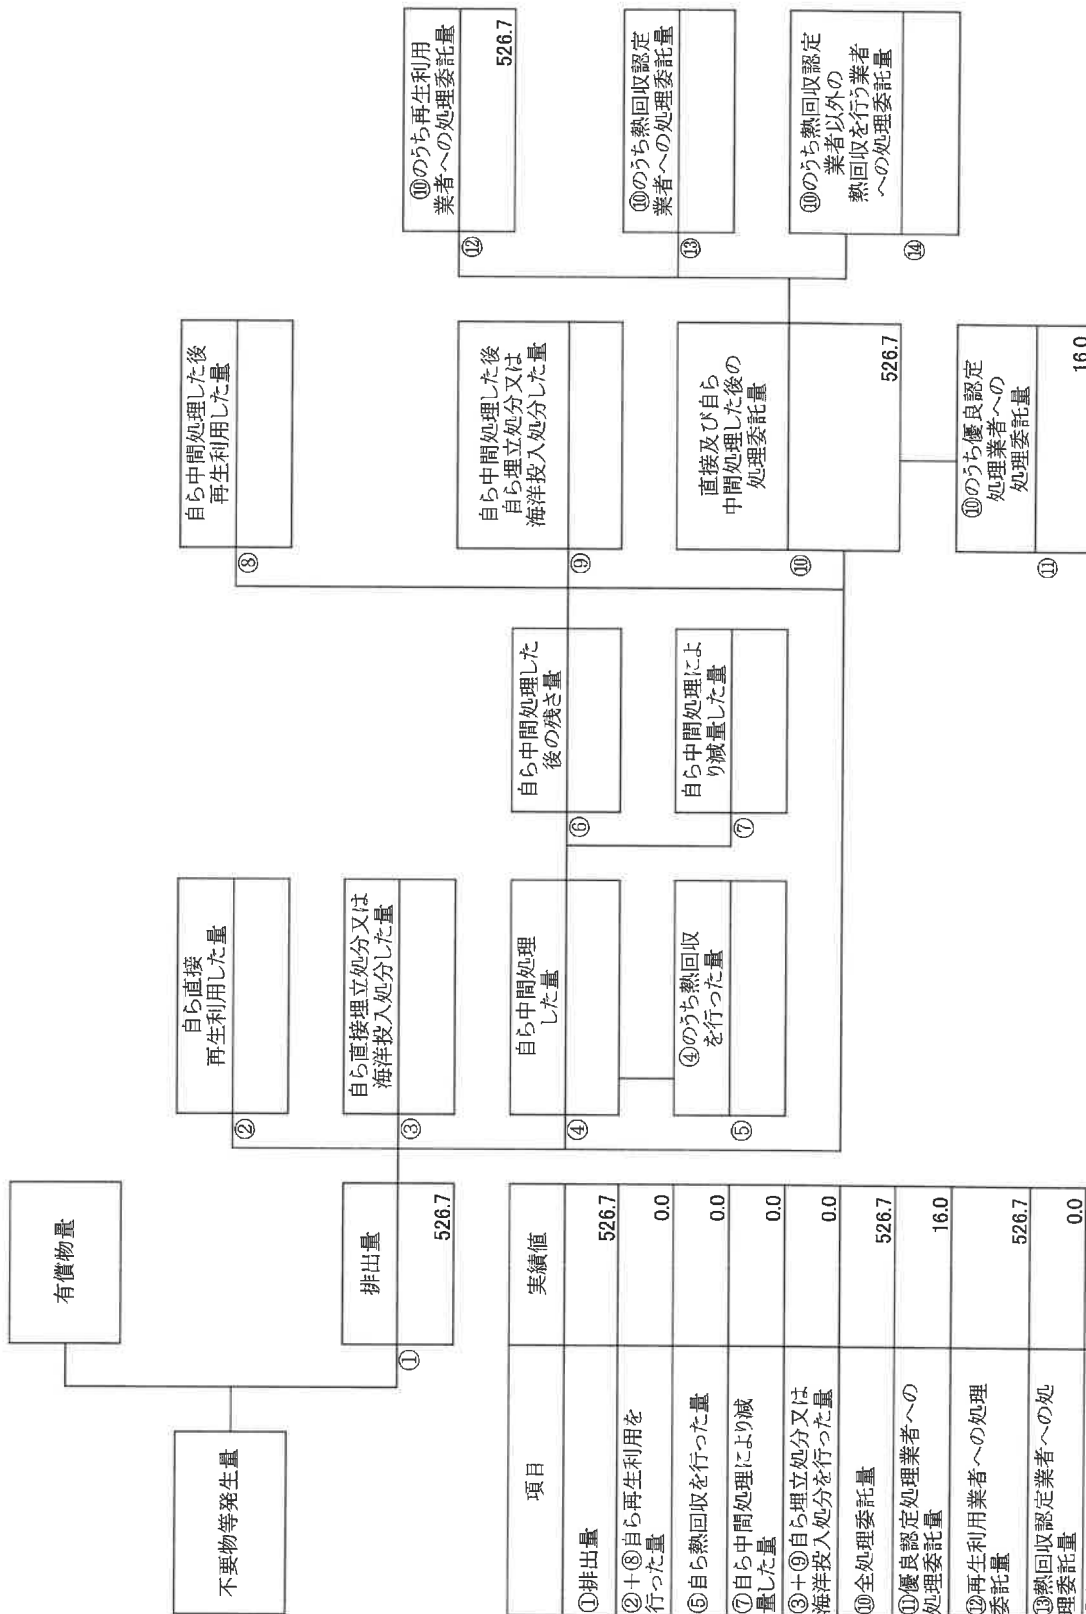 不要物等発生量
有償物量
①
排出量
526.7
②
自ら直接
再生利用した量
③
自ら直接埋立処分又は
海洋投入処分した量
④
自ら中間処理
した量
⑤
④のうち熱回収
を行った量
⑥
自ら中間処理した
後の残さ量
⑦
自ら中間処理によ
り減量した量
⑧
自ら中間処理した後
再生利用した量
⑨
自ら中間処理した後
自ら埋立処分又は
海洋投入処分した量
⑩
直接及び自ら
中間処理した後の
処理委託量
526.7
⑪
⑩のうち優良認定
処理業者への
処理委託量
16.0
⑫
⑩のうち再生利用
業者への処理委託量
526.7
⑬
⑩のうち熱回収認定
業者への処理委託量
⑭
⑩のうち熱回収認定
業者以外の
熱回収を行う業者
への処理委託量
項目 実績値
①排出量 526.7
②+⑧自ら再生利用を
行った量 0.0
⑤自ら熱回収を行った量 0.0
⑦自ら中間処理により減
量した量 0.0
③+⑨自ら埋立処分又は
海洋投入処分を行った量 0.0
⑩全処理委託量 526.7
⑪優良認定処理業者への
処理委託量 16.0
⑫再生利用業者への処理
委託量 526.7
⑬熱回収認定業者への処
理委託量 0.0